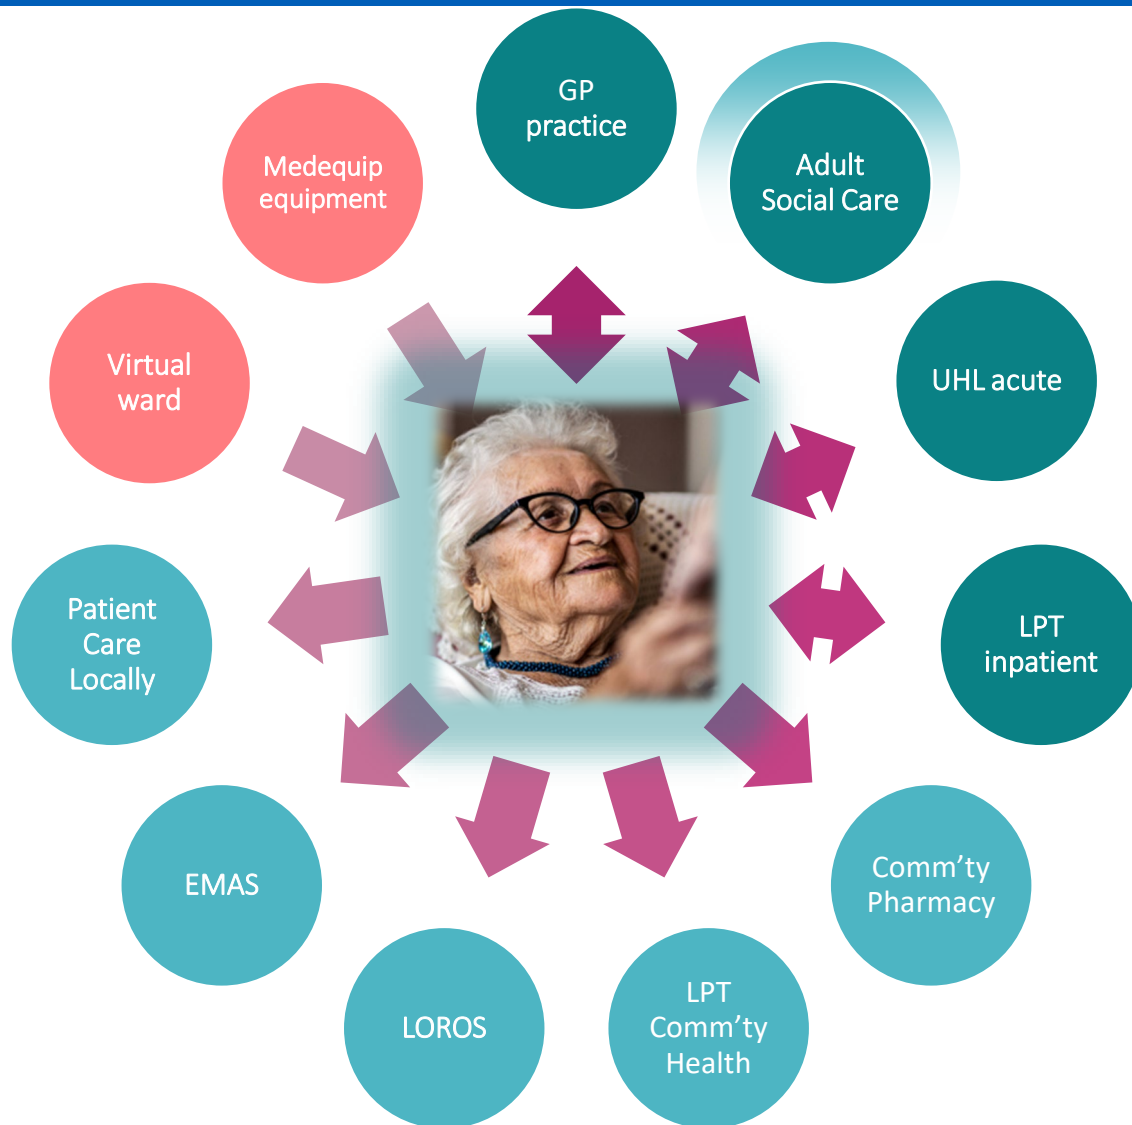 GP
practice
Adult
Social Care
UHL acute
LPT
inpatient
Comm’ty
Pharmacy
LPT
Comm’ty
Health
LOROS
EMAS
Patient
Care
Locally
Virtual
ward
Medequip
equipment